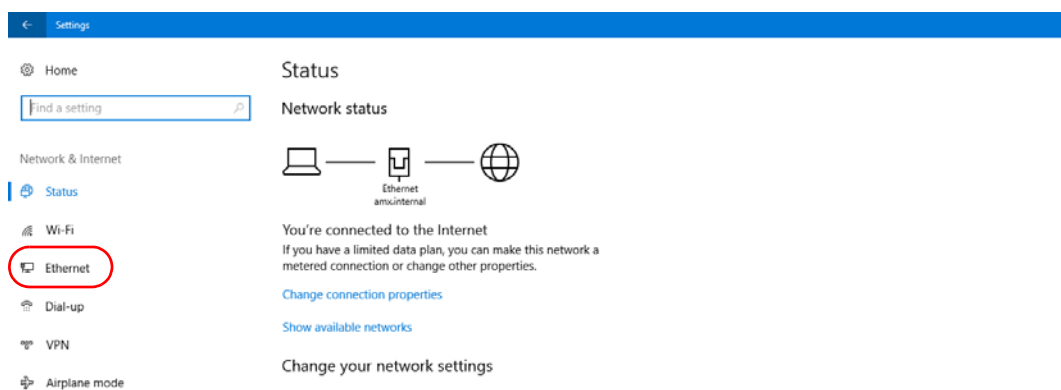 Settings
Home
Find a setting
Network & Internet
Status
Wi-Fi
Ethernet
Dial-up
VPN
Airplane mode
Status
Network status
Ethernet
amx.internal
You're connected to the Internet
If you have a limited data plan, you can make this network a
metered connection or change other properties.
Change connection properties
Show available networks
Change your network settings